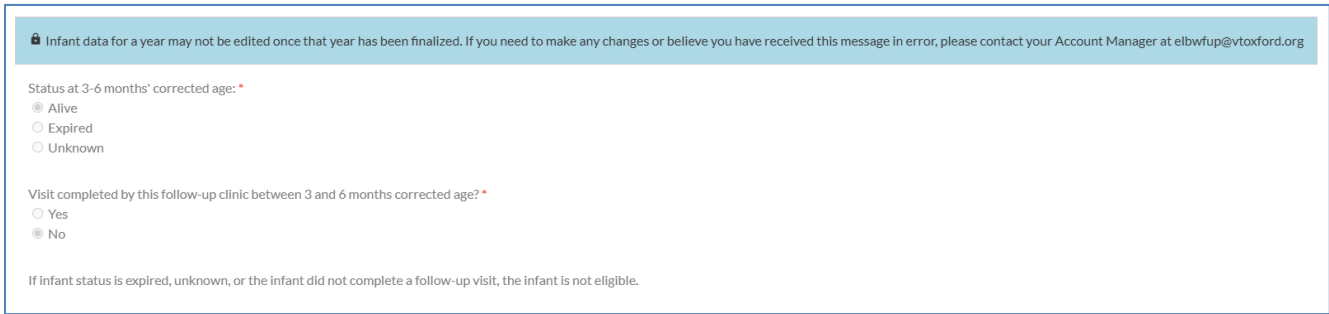 Infant data for a year may not be edited once that year has been finalized. If you need to make any changes or believe you have received this message in error, please contact your Account Manager at elbwfup@vtoxford.org
Status at 3-6 months' corrected age: *
Alive
Expired
Unknown
Visit completed by this follow-up clinic between 3 and 6 months corrected age? *
Yes
No
If infant status is expired, unknown, or the infant did not complete a follow-up visit, the infant is not eligible.